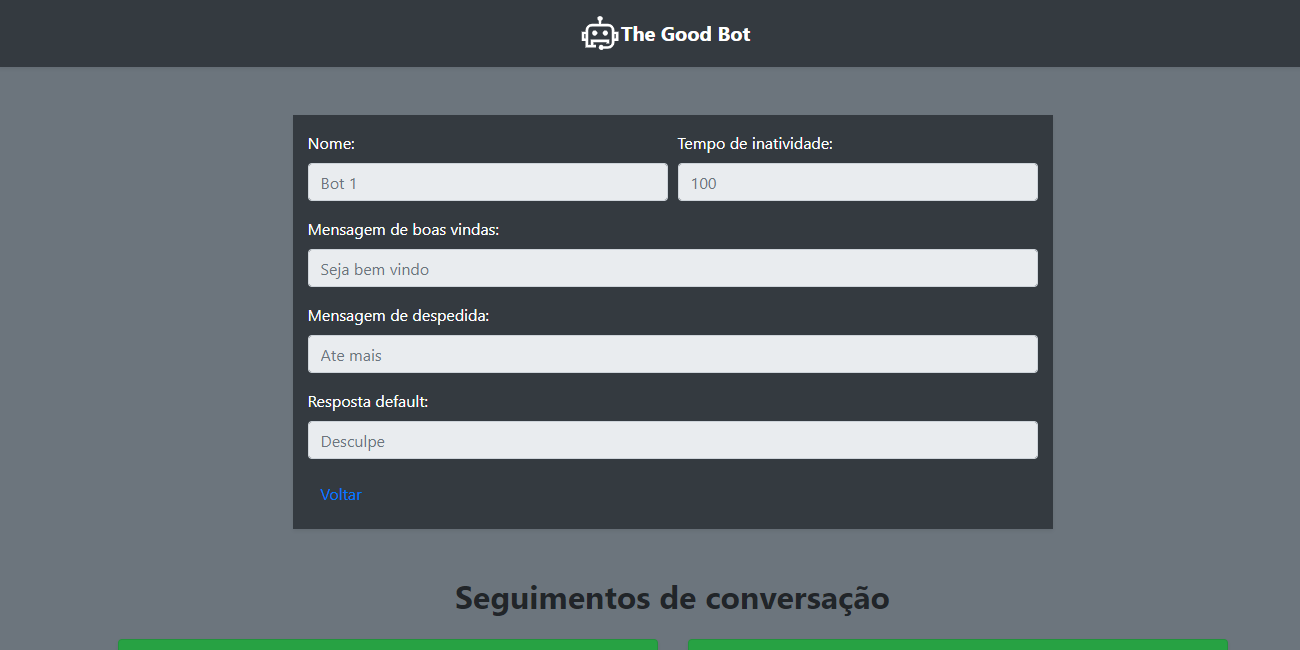 The Good Bot
Nome:
Tempo de inatividade:
Bot 1
100
Mensagem de boas vindas:
Seja bem vindo
Mensagem de despedida:
Ate mais
Resposta default:
Desculpe
Voltar
Seguimentos de conversação